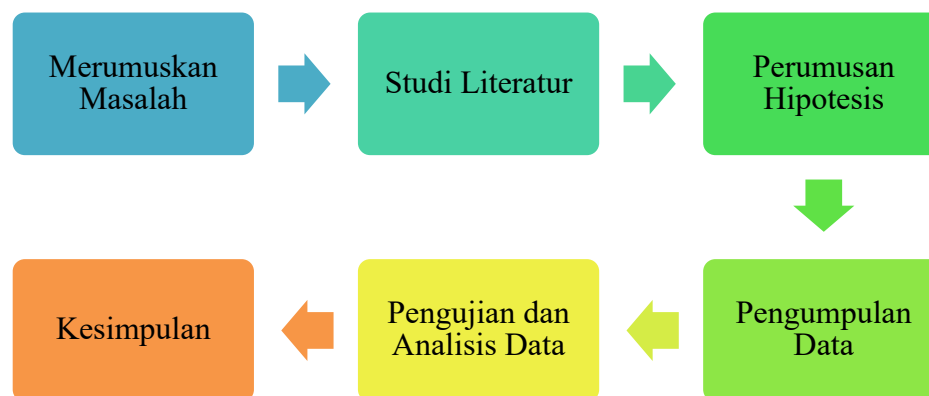 Merumuskan
Masalah
Studi Literatur
Perumusan
Hipotesis
Pengumpulan
Data
Pengujian dan
Analisis Data
Kesimpulan